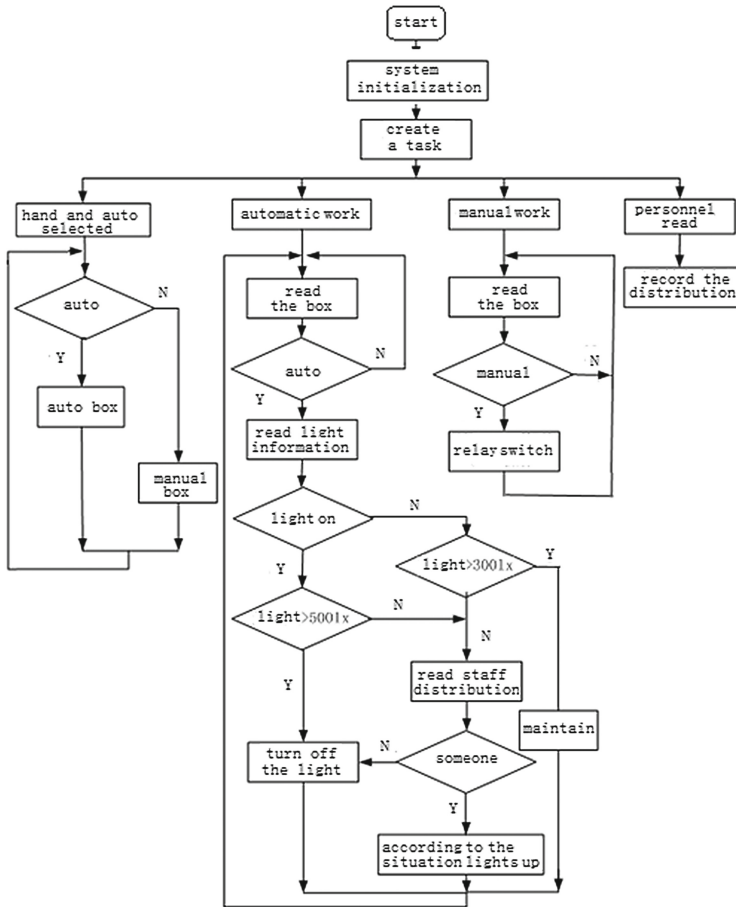 start
system
initialization
create
a task
hand and auto
selected
automatic work
manual work
personnel
read
auto
N
Y
auto box
manual
box
read
the box
auto
N
Y
read light
information
light on
N
Y
light>300lx
Y
N
light>500lx
N
Y
read staff
distribution
maintain
someone
N
Y
turn off
the light
according to the
situation lights up
read
the box
manual
N
Y
relay switch
record the
distribution